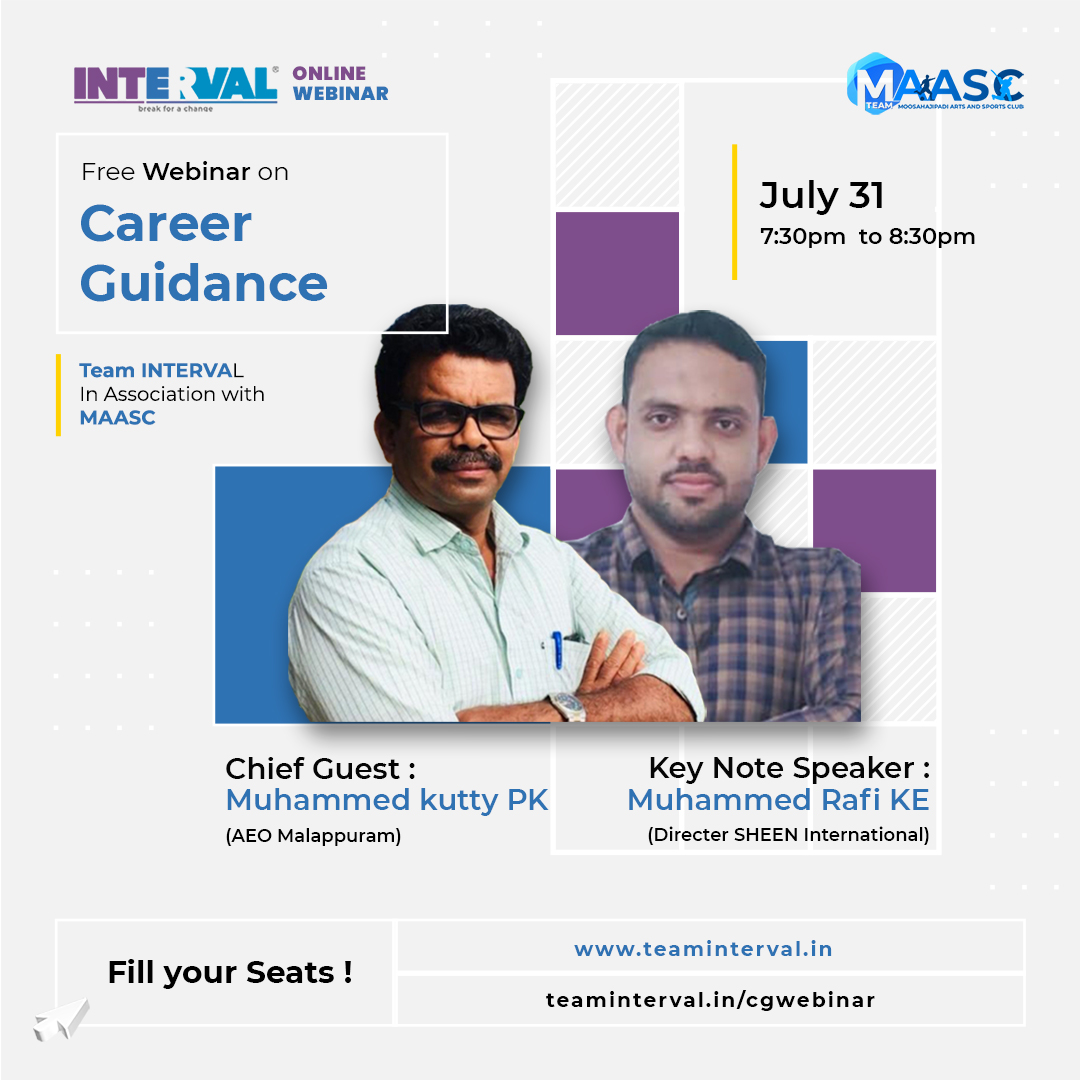 INTERVAL®
break for a change
ONLINE
WEBINAR
MAASC
TEAM
MOOSAHAJIPADI ARTS AND SPORTS CLUB
Free Webinar on
Career
Guidance
July 31
7:30pm to 8:30pm
Team INTERVAL
In Association with
MAASC
Chief Guest :
Muhammed kutty PK
(AEO Malappuram)
Key Note Speaker :
Muhammed Rafi KE
(Directer SHEEN International)
Fill your Seats !
www.teaminterval.in
teaminterval.in/cgwebinar